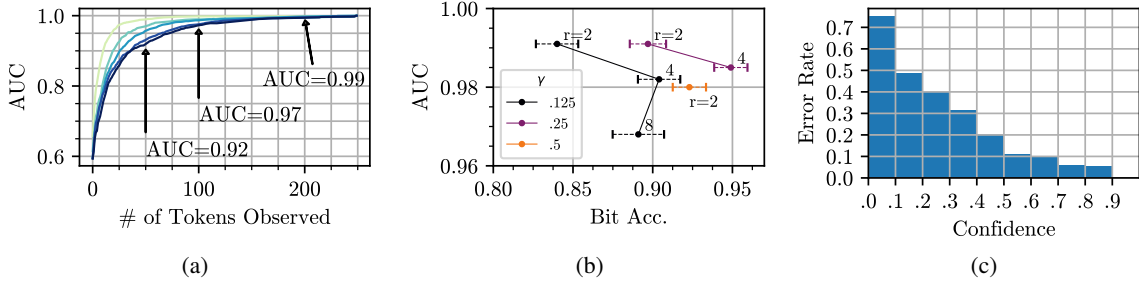 1.0
0.8
0.6
AUC
AUC=0.99
AUC=0.97
AUC=0.92
0
100
200
# of Tokens Observed
(a)
1.00
0.98
0.96
AUC
r=2
r=2
4
4
r=2
8
γ
.125
.25
.5
0.80
0.85
0.90
0.95
Bit Acc.
(b)
0.7
0.6
0.5
0.4
0.3
0.2
0.1
0.0
Error Rate
.0 .1 .2 .3 .4 .5 .6 .7 .8 .9
Confidence
(c)